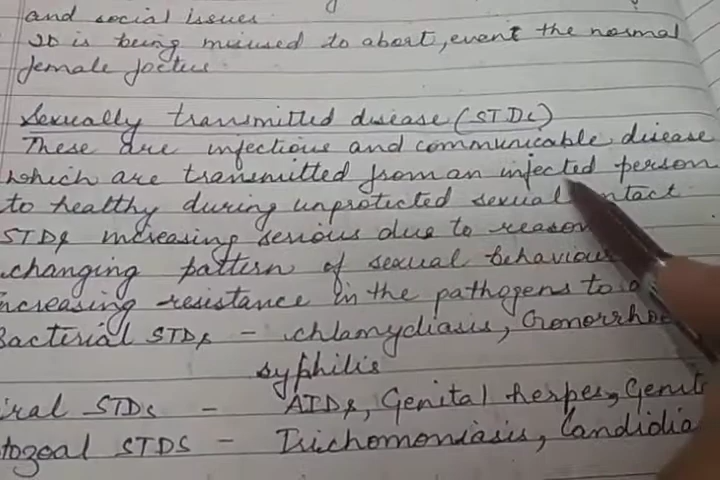 and social issues.
It is being misused to abort, event the normal
female foetus.
Sexually transmitted disease (STDs)
These are infectious and communicable, disease
which are transmitted from an infected person
to healthy during unprotected sexual ntact.
STDs increasing serious due to reason
changing pattern of sexual behaviour
ncreasing resistance in the pathogens to
Bacterial STDs - chlamydiasis, Gonorrhoe
syphilis
iral STDs - AIDs, Genital herpes, Genit
tozoal STDS - Trichomoniasis, Candidia